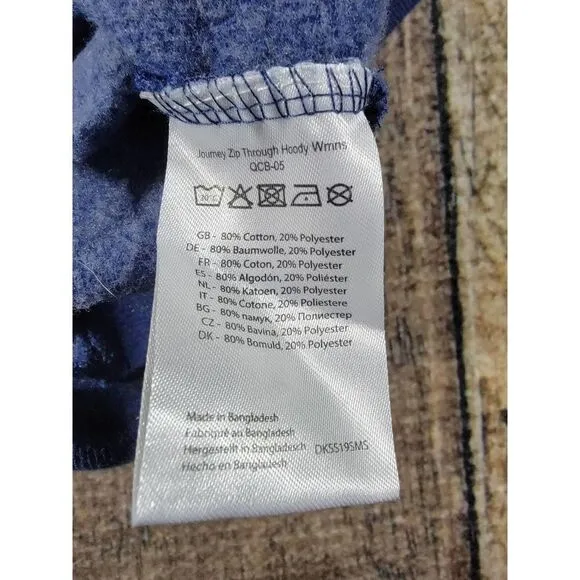 Journey Zip Through Hoody Wmns
QCB-05
30°C
GB - 80% Cotton, 20% Polyester
DE - 80% Baumwolle, 20% Polyester
FR - 80% Coton, 20% Polyester
ES - 80% Algodón, 20% Poliéster
NL - 80% Katoen, 20% Polyester
IT - 80% Cotone, 20% Poliestere
BG - 80% памук, 20% Полиестер
CZ - 80% Bavina, 20% Polyester
DK - 80% Bomuld, 20% Polyester
Made in Bangladesh
Fabriqué au Bangladesh
Hergestellt in Bangladesch DKSS19SMS
Hecho en Bangladesh